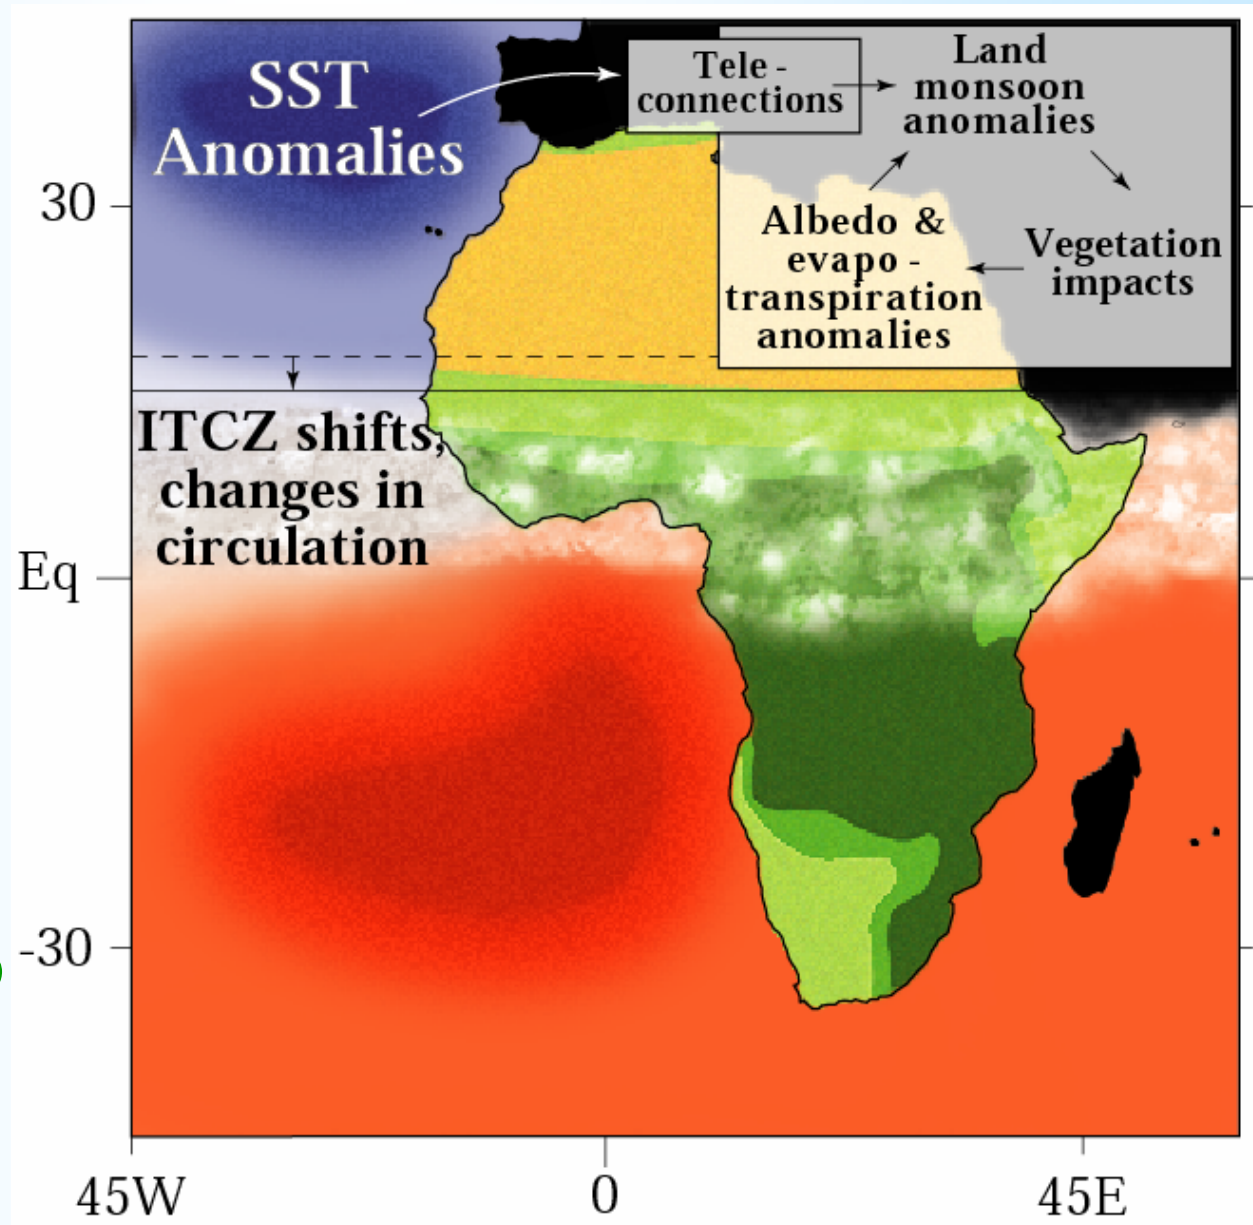 SST
Anomalies
Tele -
connections
Land
monsoon
anomalies
30
Albedo &
evapo -
transpiration
anomalies
Vegetation
impacts
ITCZ shifts,
changes in
circulation
Eq
-30
45W
0
45E